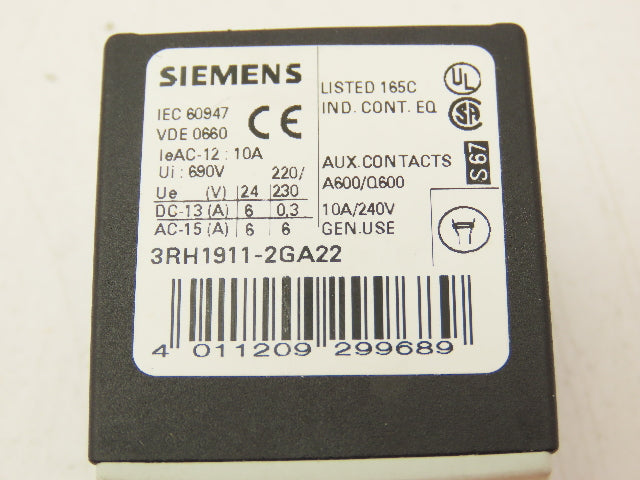 SIEMENS
IEC 60947
VDE 0660
CE
IeAC-12 : 10A
Ui : 690V
220/
Ue (V) 24 230
DC-13 (A) 6 0,3
AC-15 (A) 6 6
3RH1911-2GA22
LISTED 165C
IND. CONT. EQ
UL
SA
AUX.CONTACTS
A600/Q600
10A/240V
GEN.USE
S67
4 011209 299689